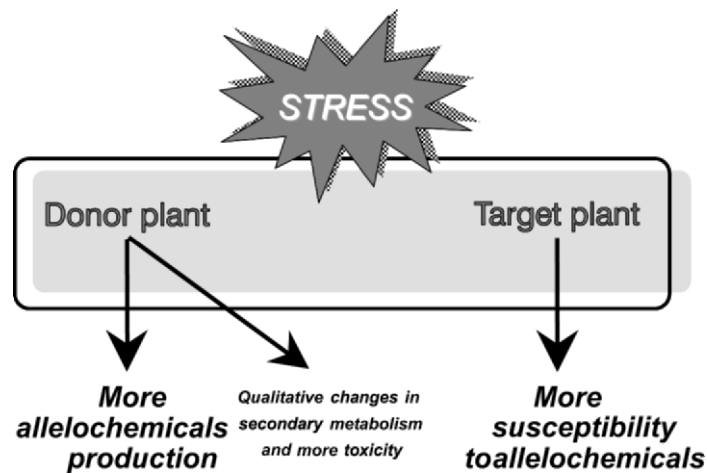 STRESS
Donor plant
Target plant
More
allelochemicals
production
Qualitative changes in
secondary metabolism
and more toxicity
More
susceptibility
toallelochemicals